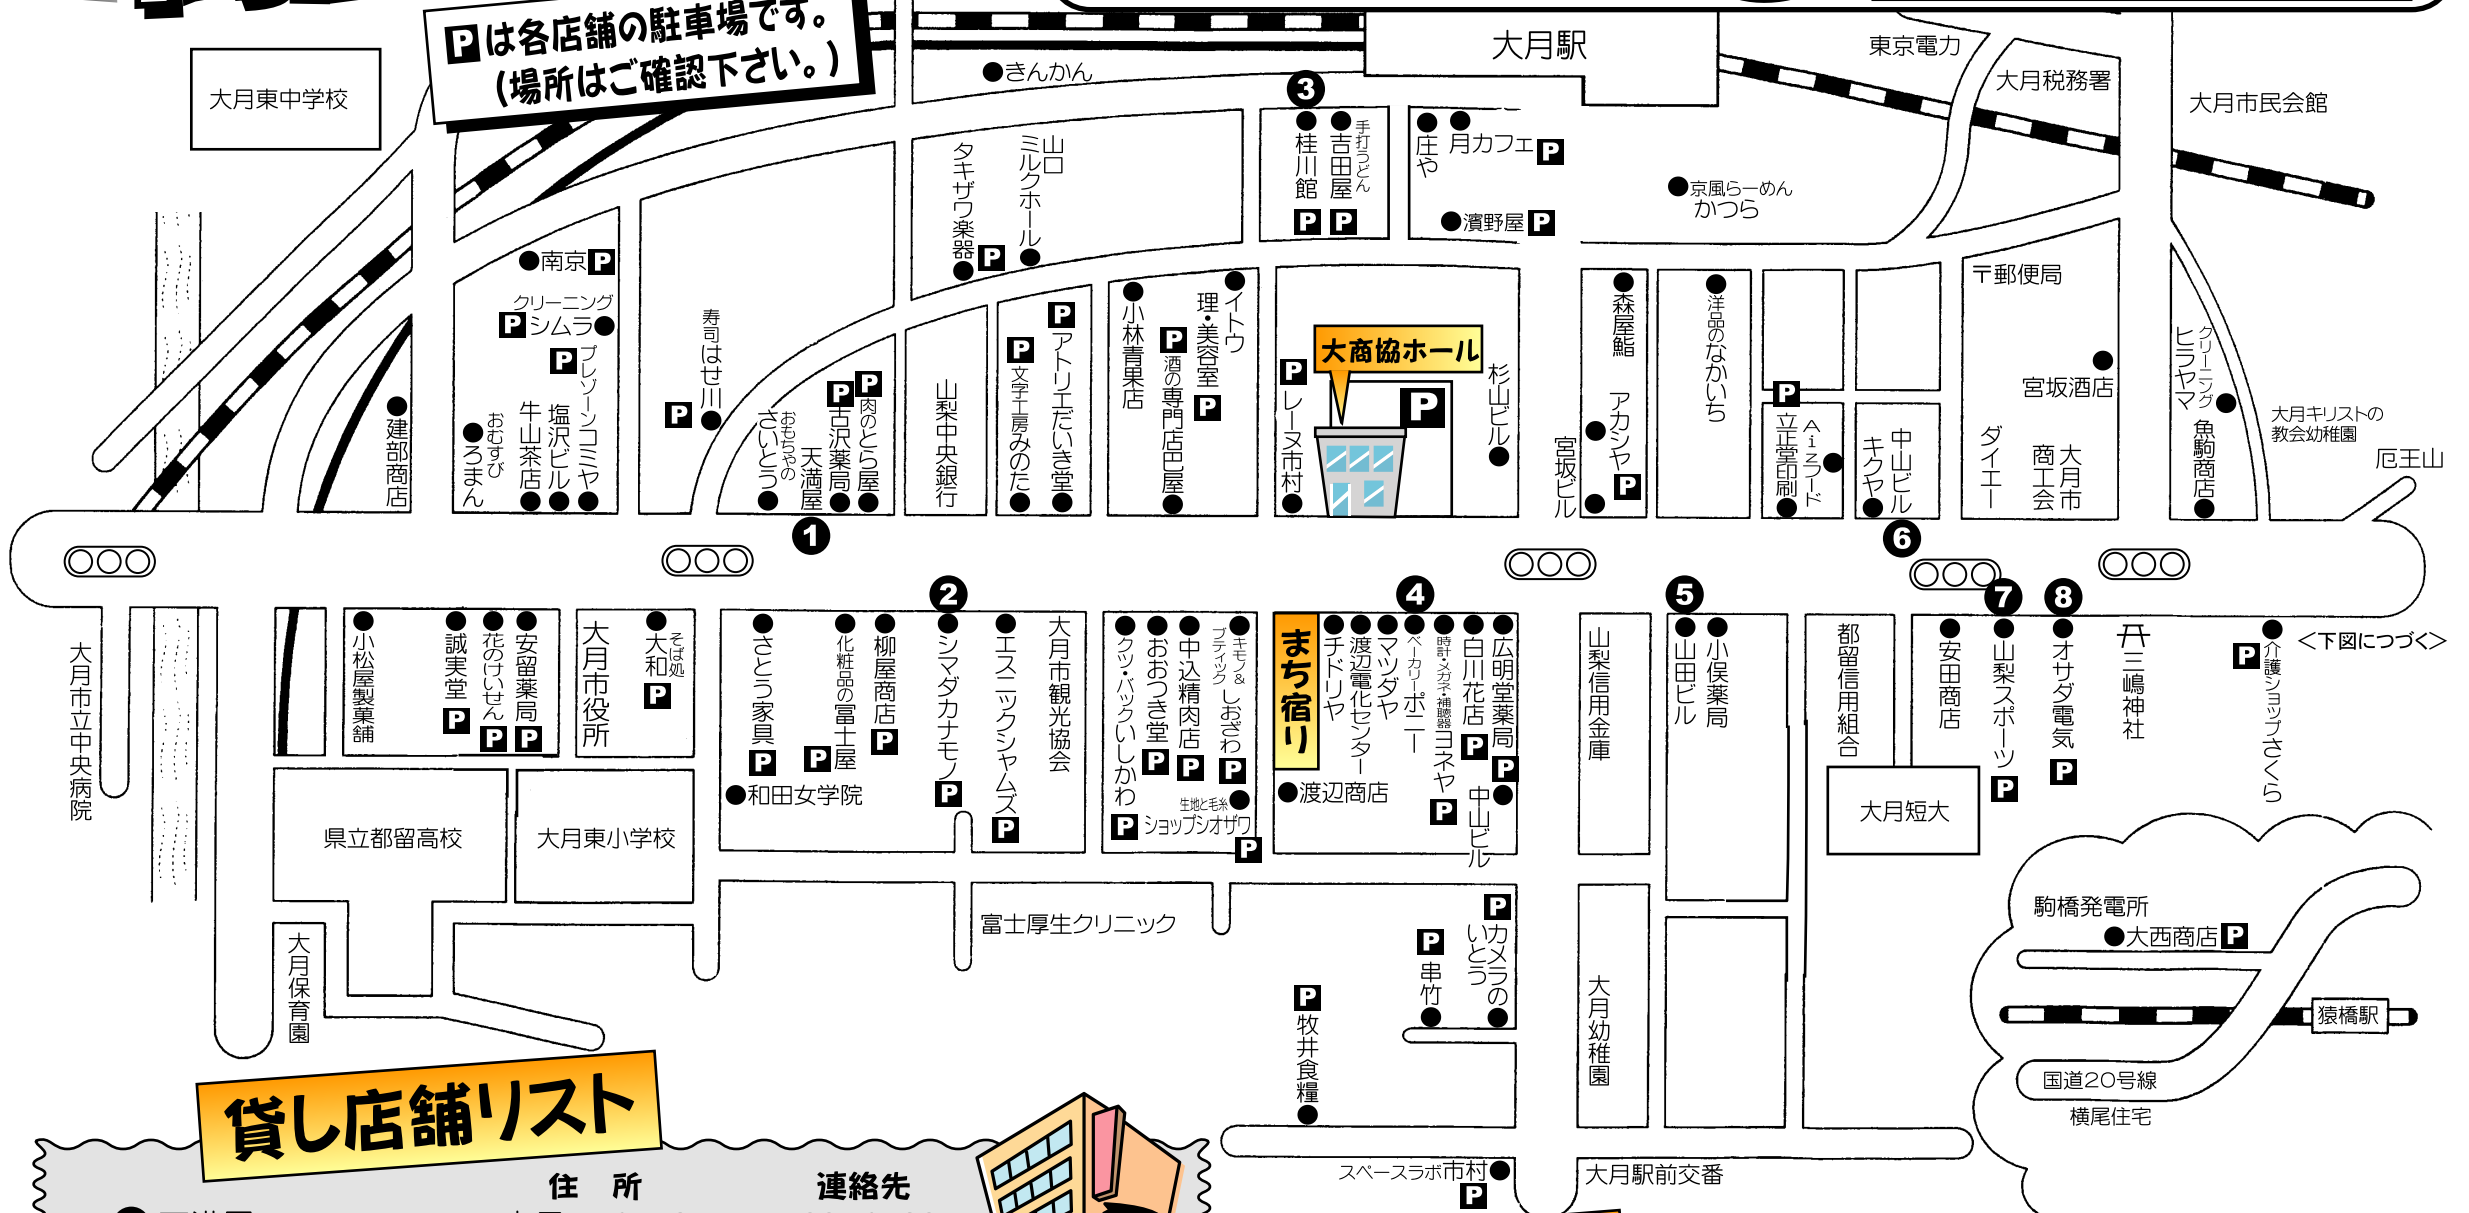 Pは各店舗の駐車場です。
(場所はご確認下さい。)
大月駅
東京電力
大月税務署
大月市民会館
大月東中学校
きんかん
3
桂川館
P
吉田屋
手打うどん
P
庄や
月カフェ P
濱野屋 P
京風らーめん
かつら
タキザワ楽器
P
山口
ミルクホール
南京 P
クリーニング
P シムラ
P
プレゾーンコミヤ
塩沢ビル
牛山茶店
おむすび
ろまん
建部商店
寿司はせ川
P
おもちゃの
さいとう
天満屋
P
古沢薬局
P
肉のとら屋
山梨中央銀行
P
文字工房みのた
P
アトリエだいき堂
小林青果店
P
酒の専門店巴屋
イトウ
理・美容室
P
P
レーヌ市村
大商協ホール
P
杉山ビル
森屋鮨
アカシヤ
P
宮坂ビル
洋品のなかいち
P
立正堂印刷
Aizラード
中山ビル
キクヤ
〒郵便局
宮坂酒店
ダイエー
大月市
商工会
クリーニング
ヒラヤマ
魚駒商店
大月キリストの
教会幼稚園
厄王山
1
2
4
5
6
7
8
大月市立中央病院
小松屋製菓舗
誠実堂
P
花のけいせん
P
安留薬局
P
大月市役所
そば処
大和
P
さとう家具
P
化粧品の冨士屋
P
柳屋商店
P
シマダカナモノ
P
エスニックシャムズ
P
大月市観光協会
和田女学院
クツ・バックいしかわ
P
おおつき堂
P
中込精肉店
P
キモノ&
ブティック
しおざわ
P
生地と毛糸
ショップシオザワ
P
まち宿り
チドリヤ
渡辺電化センター
マツダヤ
ベーカリーポニー
時計・メガネ・補聴器ヨネヤ
P
白川花店
P
広明堂薬局
P
渡辺商店
中山ビル
山梨信用金庫
山田ビル
小俣薬局
都留信用組合
安田商店
山梨スポーツ
P
オサダ電気
P
三嶋神社
介護ショップさくら
P
<下図につづく>
県立都留高校
大月東小学校
大月短大
大月保育園
富士厚生クリニック
P
牧井食糧
P
串竹
P
カメラの
いとう
大月幼稚園
駒橋発電所
大西商店 P
猿橋駅
国道20号線
横尾住宅
スペースラボ市村
P
大月駅前交番
貸し店舗リスト
住 所 連絡先